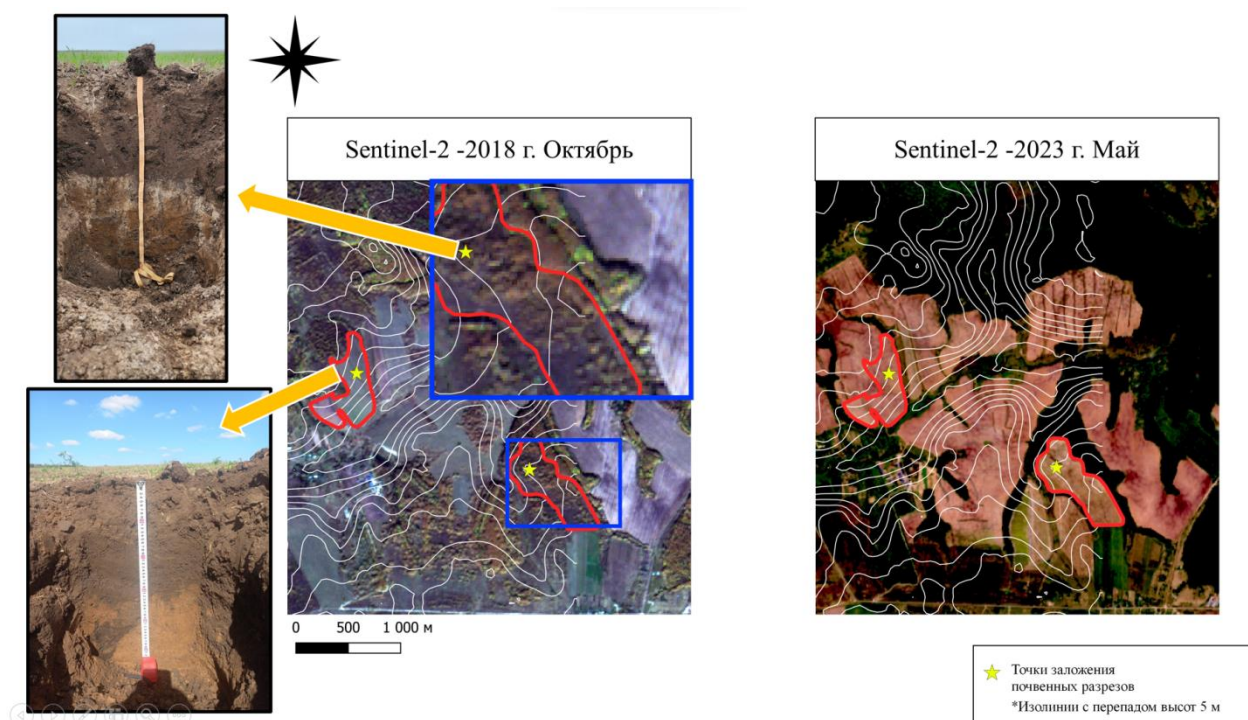 Sentinel-2 -2018 г. Октябрь
Sentinel-2 -2023 г. Май
0 500 1 000 м
Точки заложения
почвенных разрезов
*Изолинии с перепадом высот 5 м